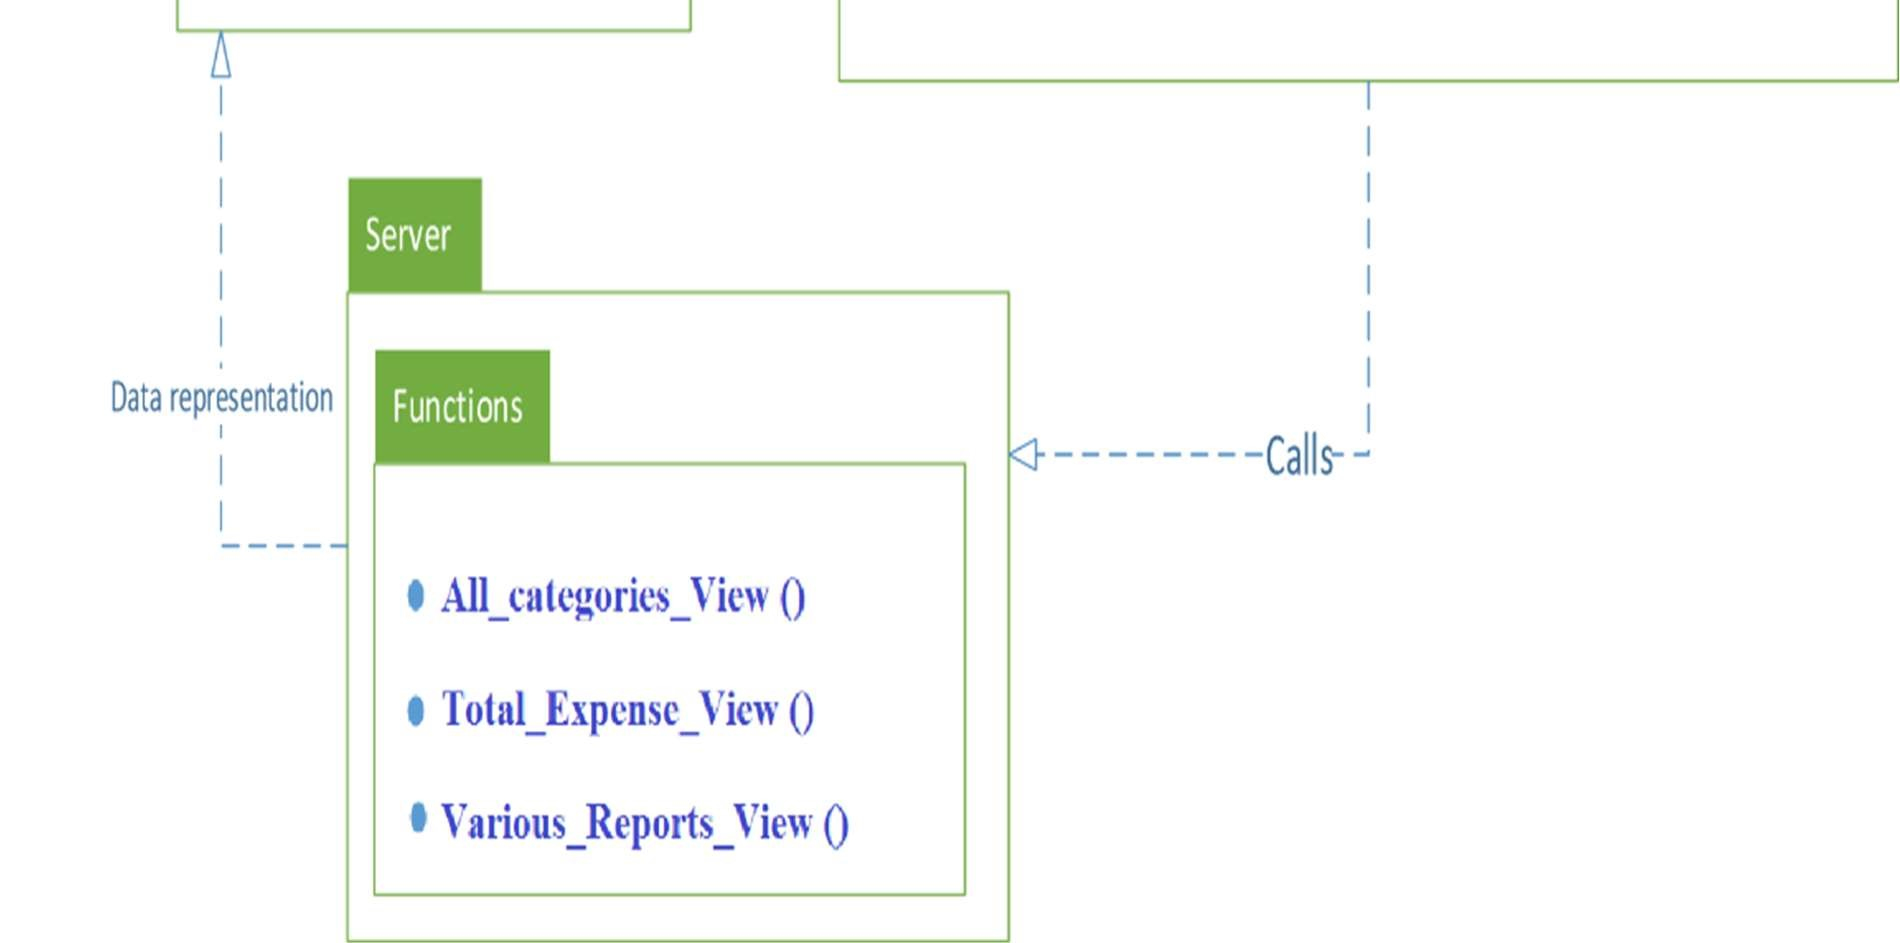 Server
Functions
Data representation
Calls
All_categories_View ()
Total_Expense_View ()
Various_Reports_View ()